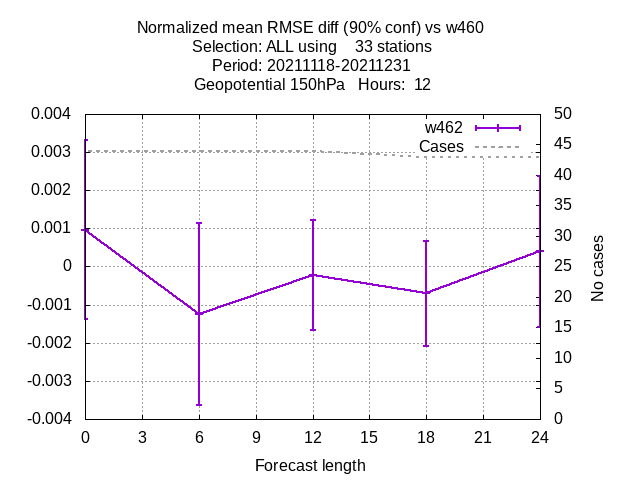 Normalized mean RMSE diff (90% conf) vs w460
Selection: ALL using    33 stations
Period: 20211118-20211231
Geopotential 150hPa   Hours:  12
w462
Cases
0.004
0.003
0.002
0.001
0
-0.001
-0.002
-0.003
-0.004
50
45
40
35
30
25
20
15
10
5
0
No cases
0 3 6 9 12 15 18 21 24
Forecast length